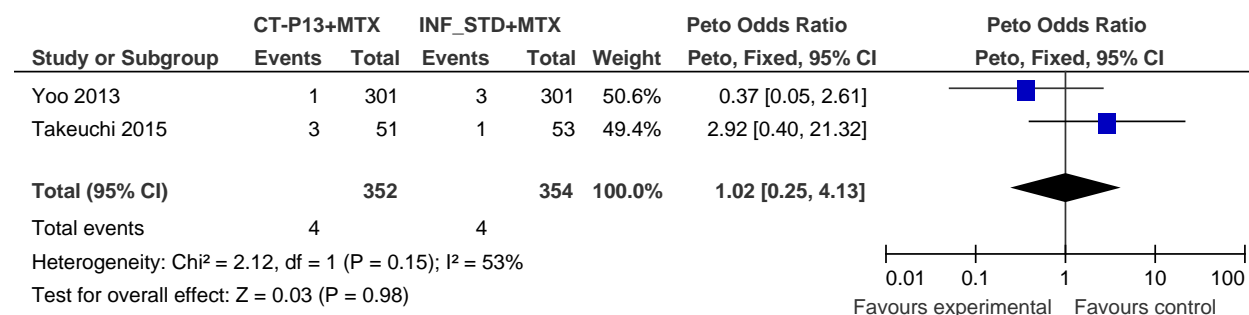 CT-P13+MTX INF_STD+MTX Peto Odds Ratio Peto Odds Ratio
Study or Subgroup Events Total Events Total Weight Peto, Fixed, 95% CI Peto, Fixed, 95% CI
Yoo 2013 1 301 3 301 50.6% 0.37 [0.05, 2.61]
Takeuchi 2015 3 51 1 53 49.4% 2.92 [0.40, 21.32]
Total (95% CI) 352 354 100.0% 1.02 [0.25, 4.13]
Total events 4 4
Heterogeneity: Chi² = 2.12, df = 1 (P = 0.15); I² = 53%
Test for overall effect: Z = 0.03 (P = 0.98)
0.01 0.1 1 10 100
Favours experimental Favours control